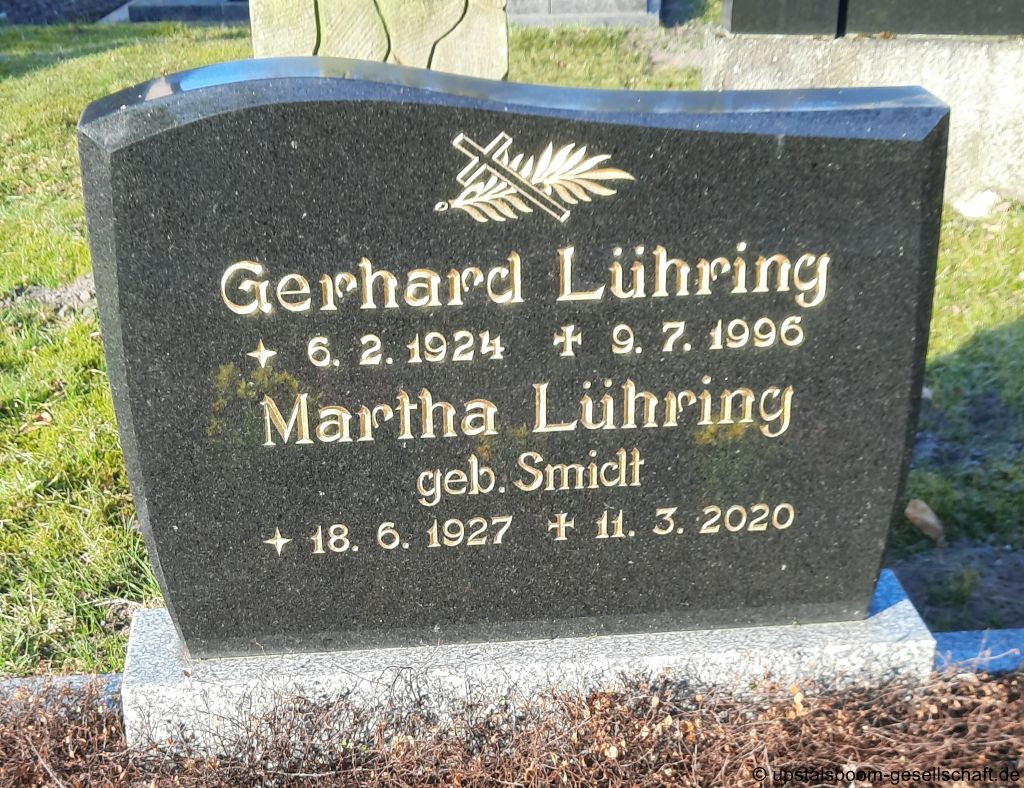 Gerhard Lühring
✦ 6. 2. 1924 ✝ 9. 7. 1996
Martha Lühring
geb. Smidt
✦ 18. 6. 1927 ✝ 11. 3. 2020
© upstalsboom-gesellschaft.de